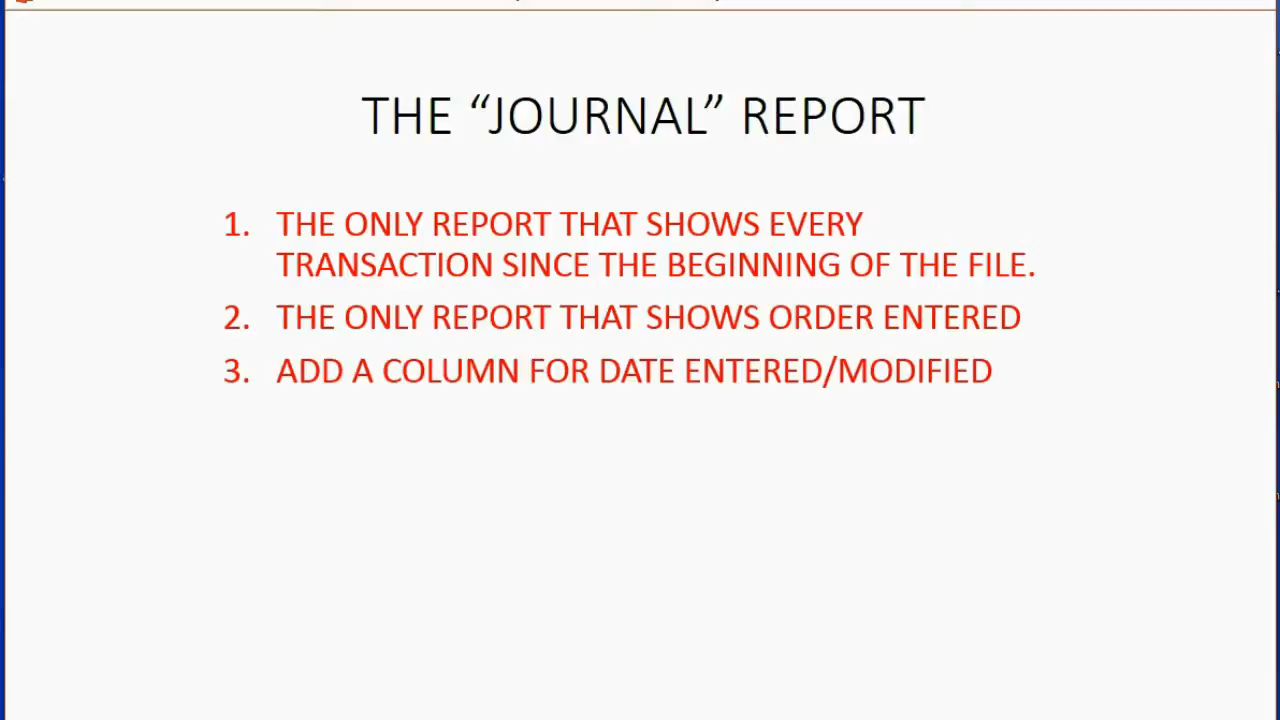 THE “JOURNAL” REPORT
1. THE ONLY REPORT THAT SHOWS EVERY
TRANSACTION SINCE THE BEGINNING OF THE FILE.
2. THE ONLY REPORT THAT SHOWS ORDER ENTERED
3. ADD A COLUMN FOR DATE ENTERED/MODIFIED